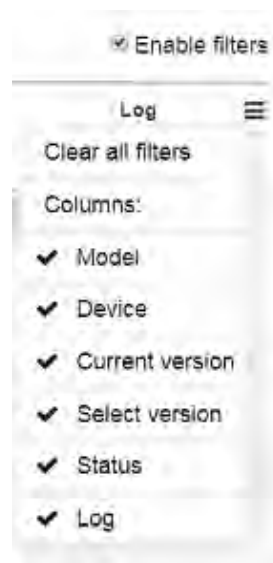 Enable filters
Log
Clear all filters
Columns:
Model
Device
Current version
Select version
Status
Log